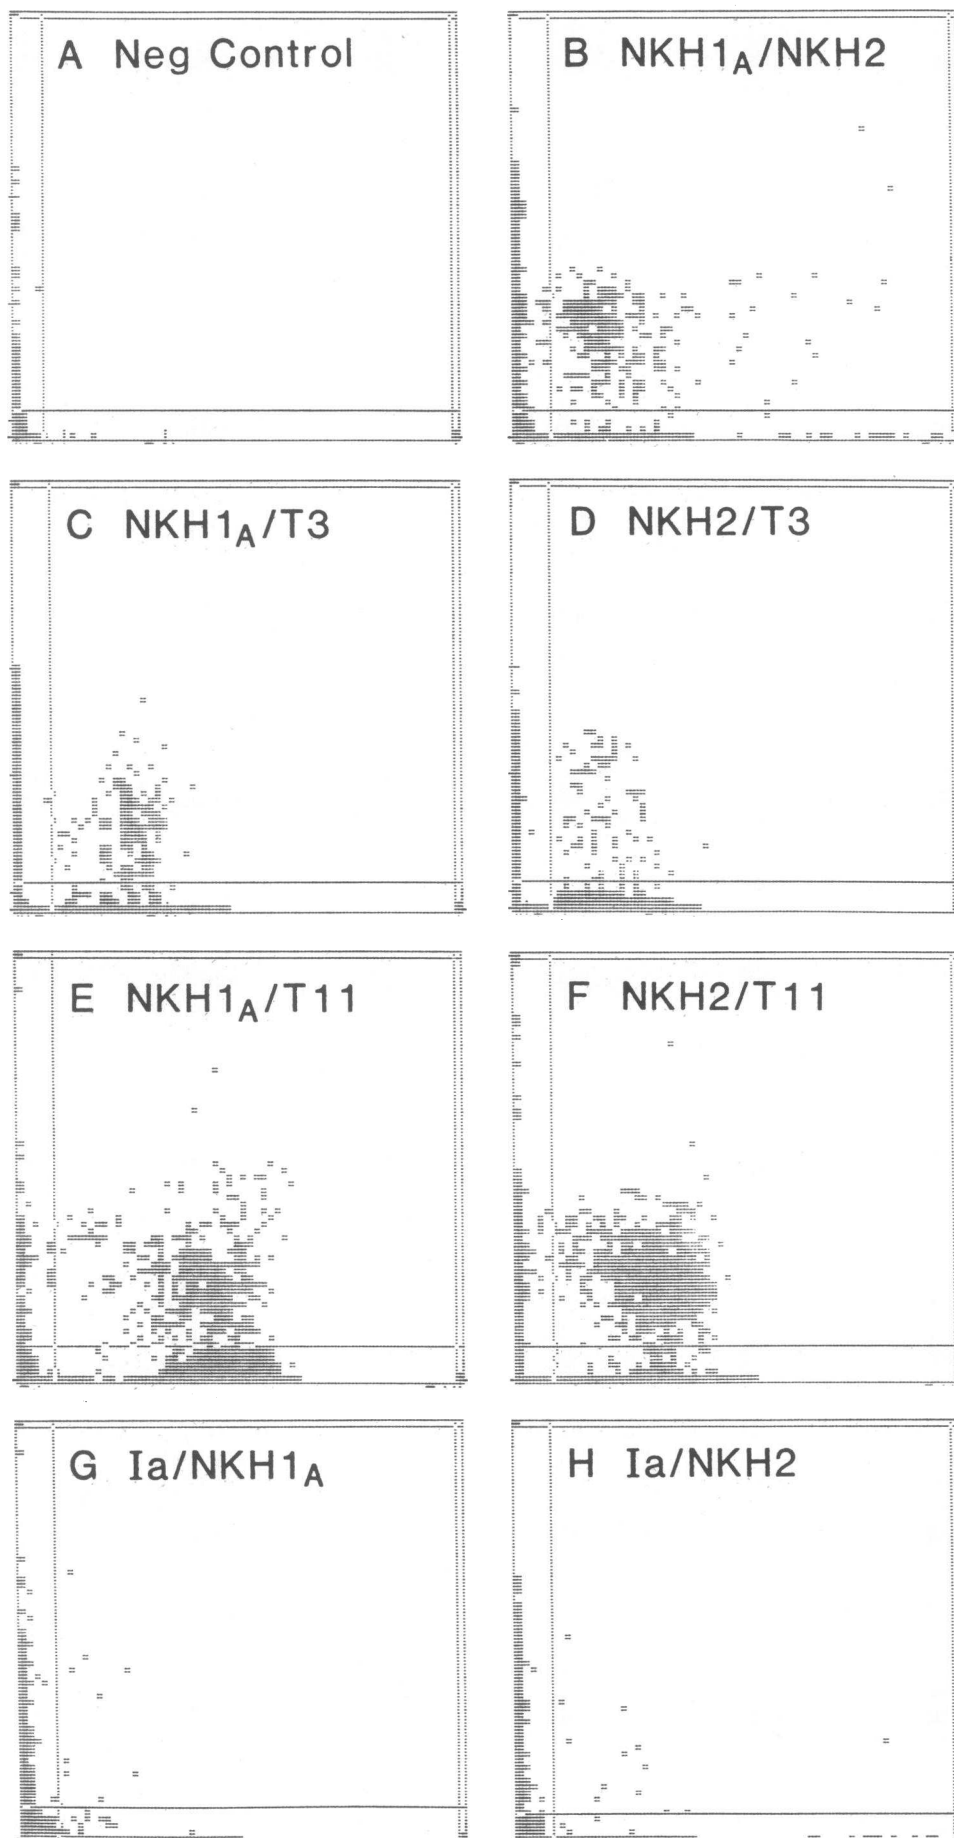 A Neg Control
B NKH1A/NKH2
C NKH1A/T3
D NKH2/T3
E NKH1A/T11
F NKH2/T11
G Ia/NKH1A
H Ia/NKH2